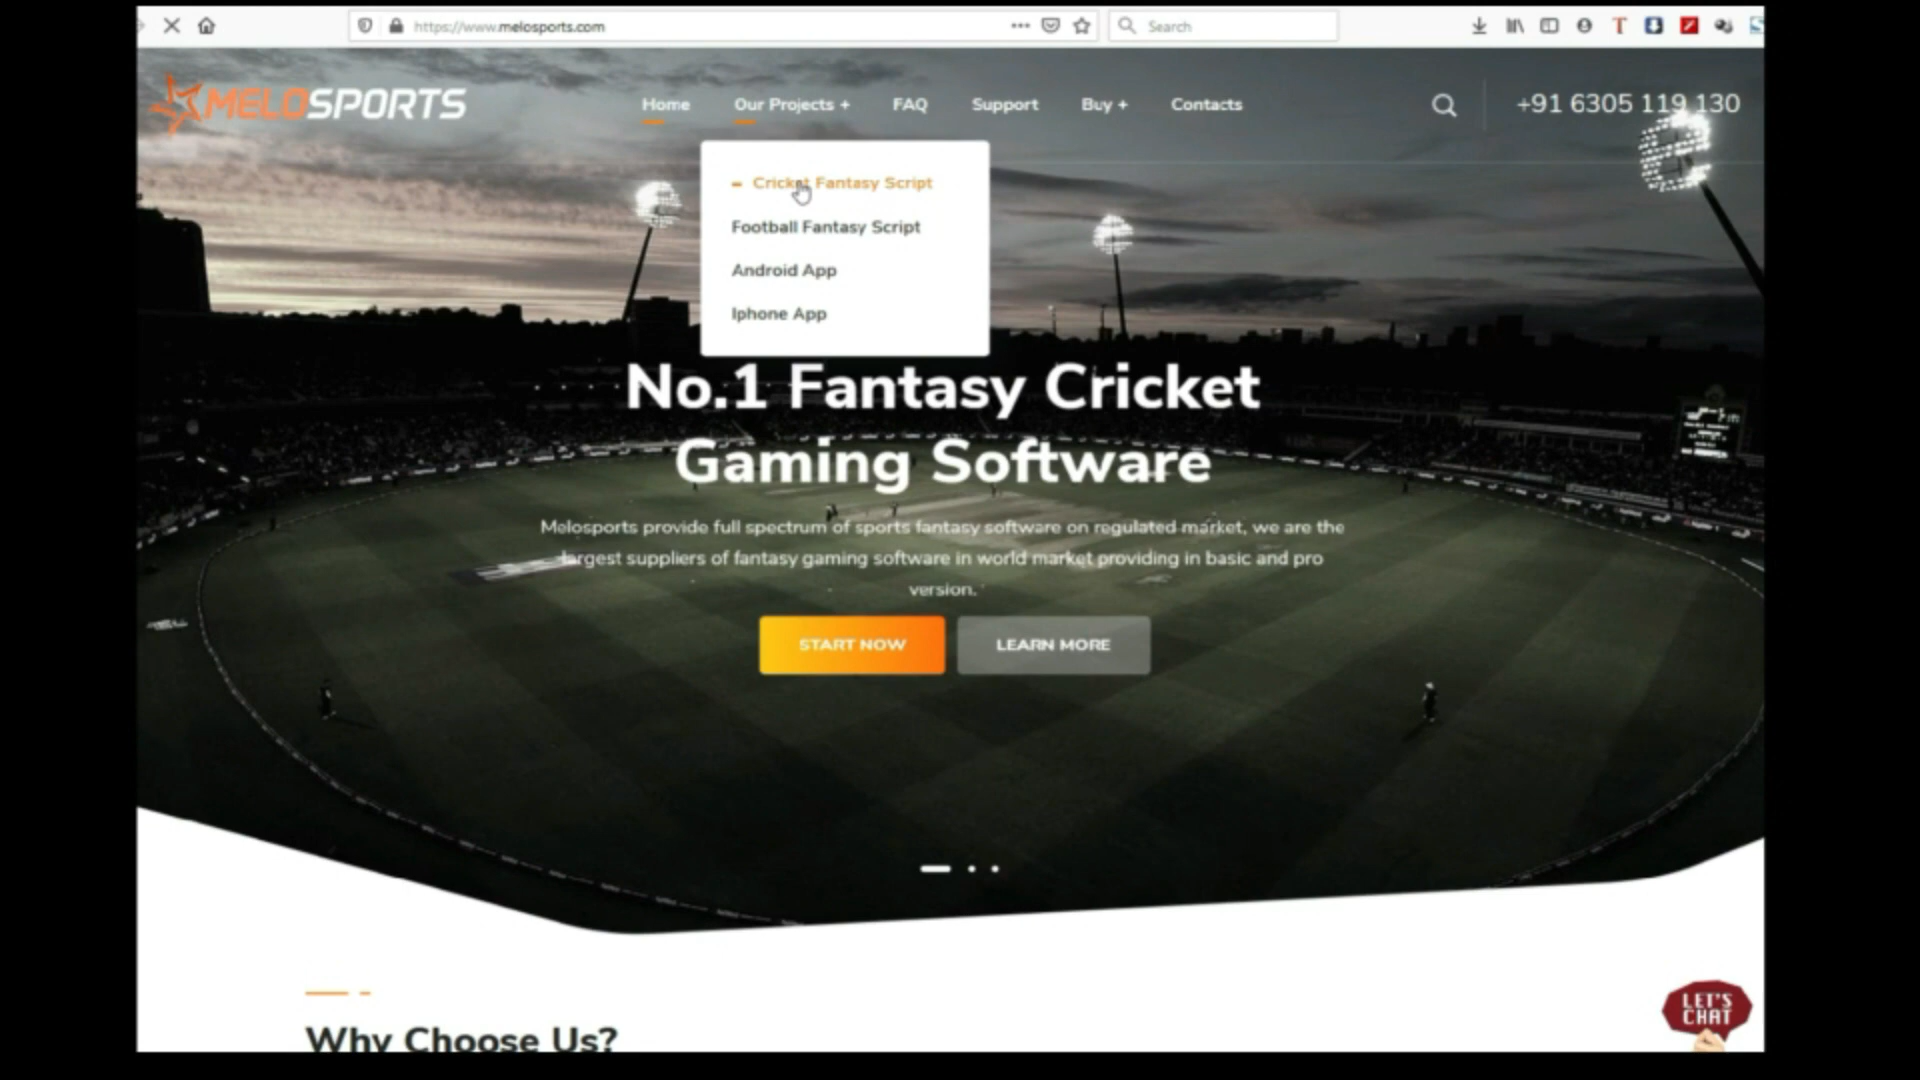 https://www.melosports.com
Search
MELOSPORTS
Home
Our Projects +
FAQ
Support
Buy +
Contacts
+91 6305 119 130
Cricket Fantasy Script
Football Fantasy Script
Android App
Iphone App
No.1 Fantasy Cricket
Gaming Software
Melosports provide full spectrum of sports fantasy software on regulated market, we are the
largest suppliers of fantasy gaming software in world market providing in basic and pro
version.
START NOW
LEARN MORE
Why Choose Us?
LET'S
CHAT